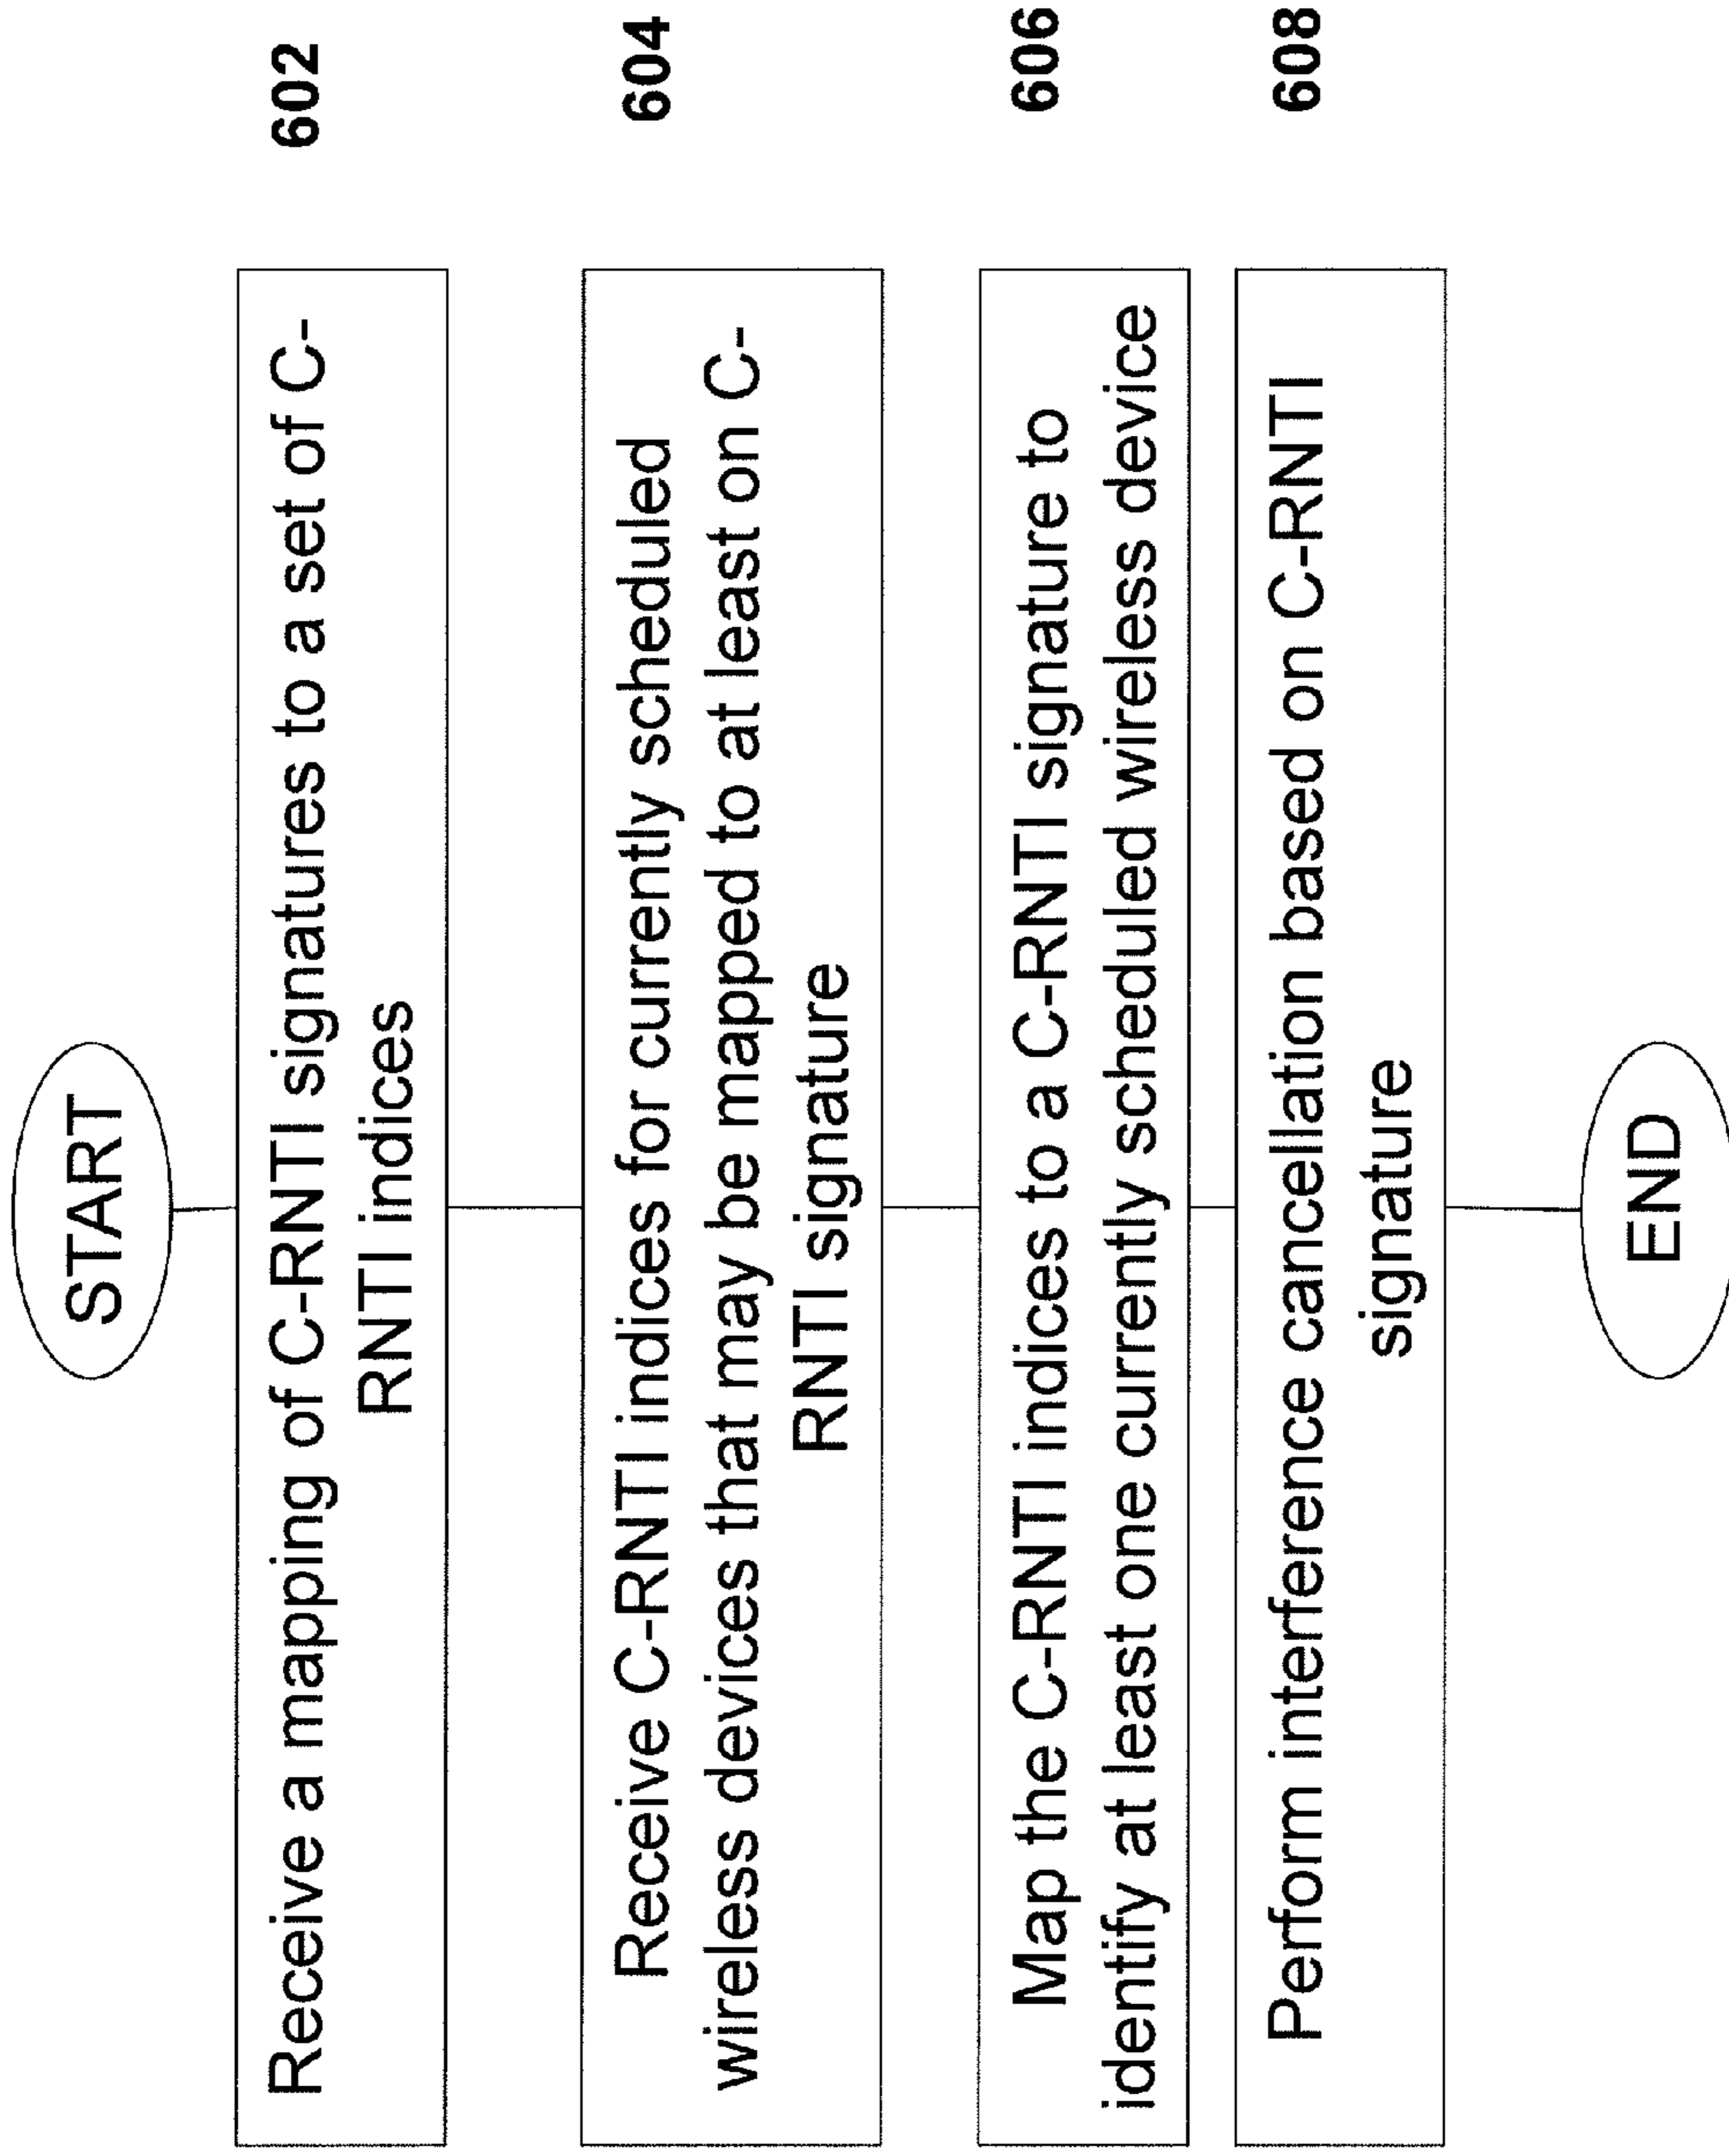 START
Receive a mapping of C-RNTI signatures to a set of C-
RNTI indices
602
Receive C-RNTI indices for currently scheduled
wireless devices that may be mapped to at least on C-
RNTI signature
604
Map the C-RNTI indices to a C-RNTI signature to
identify at least one currently scheduled wireless device
606
Perform interference cancellation based on C-RNTI
signature
608
END